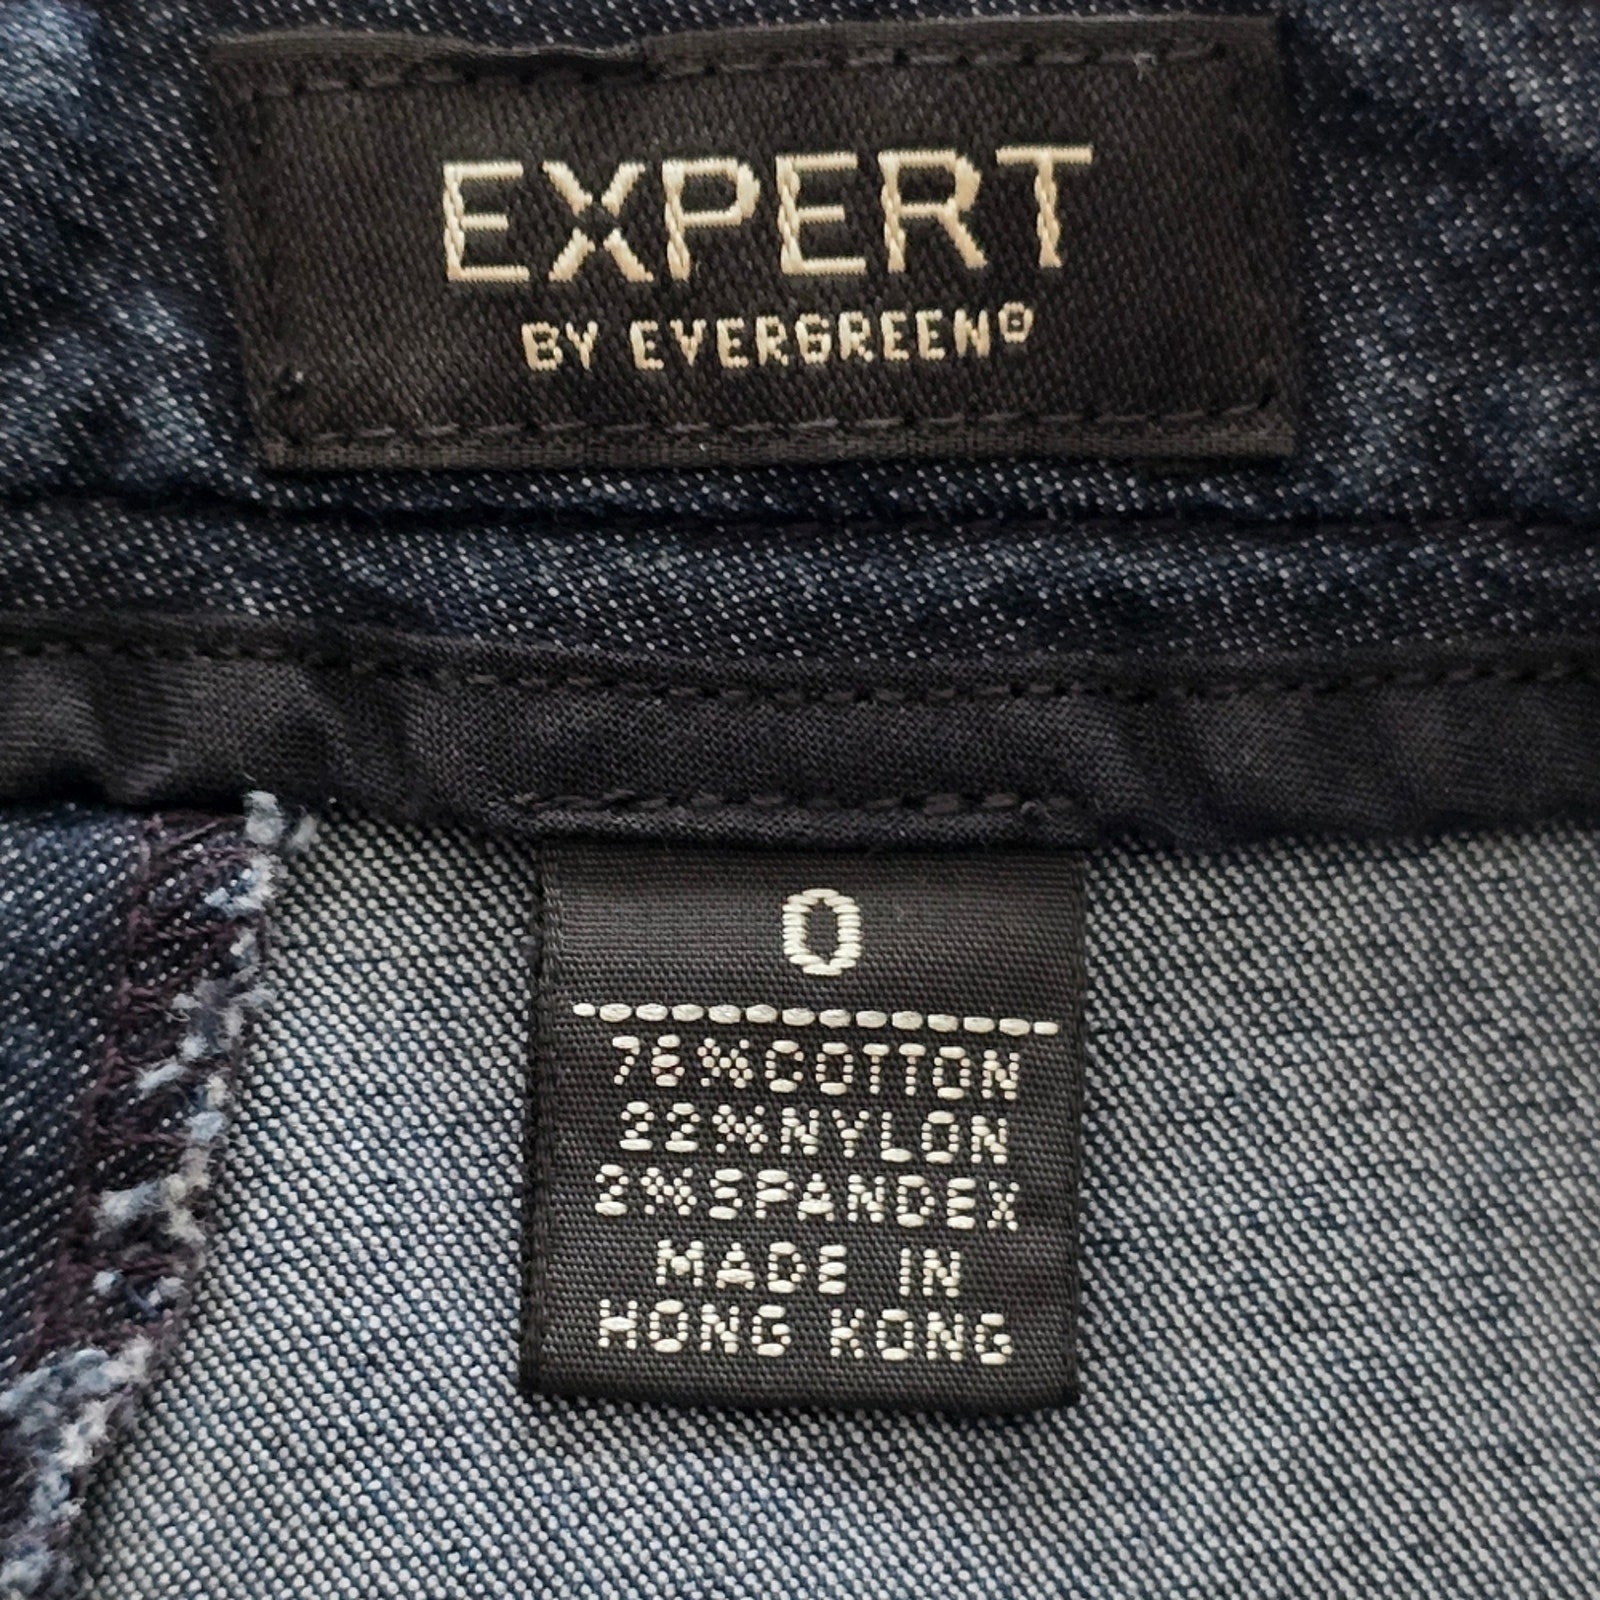 EXPERT
BY EVERGREEN®
0
76%COTTON
22%NYLON
2%SPANDEX
MADE IN
HONG KONG